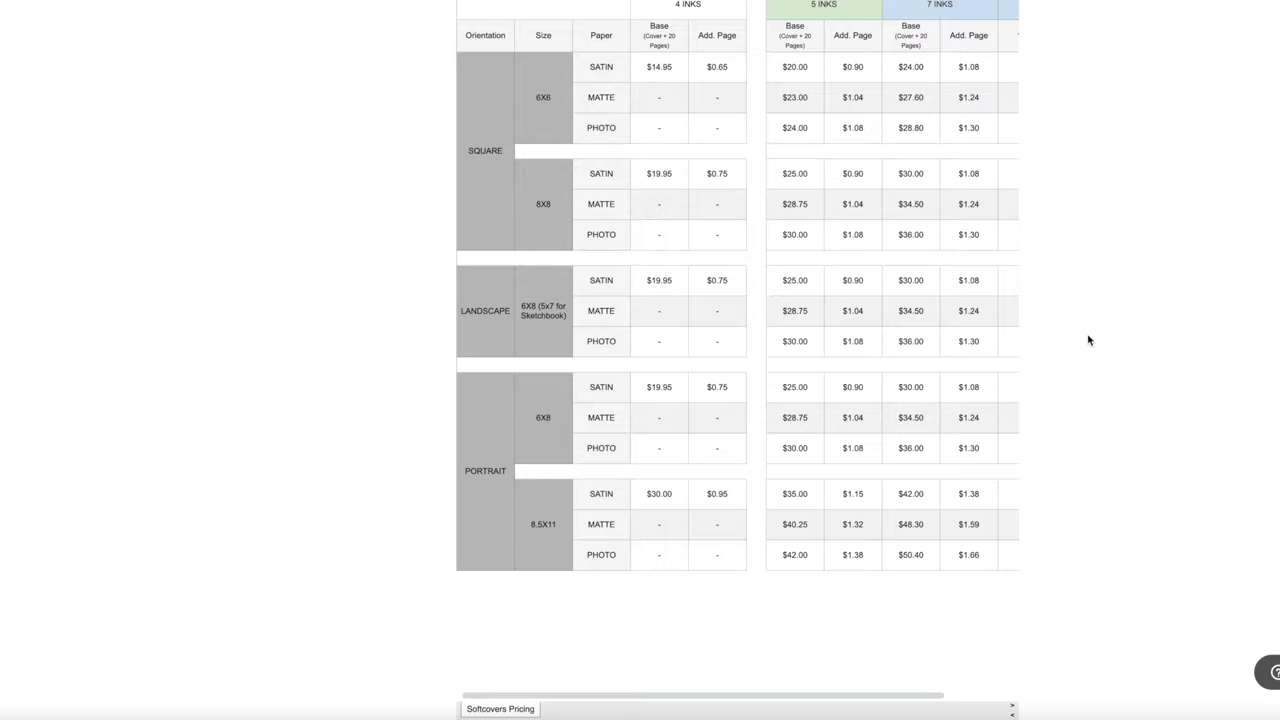 4 INKS 5 INKS 7 INKS
Orientation Size Paper Base (Cover + 20 Pages) Add. Page Base (Cover + 20 Pages) Add. Page Base (Cover + 20 Pages) Add. Page
SQUARE
6X6
SATIN $14.95 $0.65 $20.00 $0.90 $24.00 $1.08
MATTE - - $23.00 $1.04 $27.60 $1.24
PHOTO - - $24.00 $1.08 $28.80 $1.30
8X8
SATIN $19.95 $0.75 $25.00 $0.90 $30.00 $1.08
MATTE - - $28.75 $1.04 $34.50 $1.24
PHOTO - - $30.00 $1.08 $36.00 $1.30
LANDSCAPE
6X8 (5x7 for
Sketchbook)
SATIN $19.95 $0.75 $25.00 $0.90 $30.00 $1.08
MATTE - - $28.75 $1.04 $34.50 $1.24
PHOTO - - $30.00 $1.08 $36.00 $1.30
PORTRAIT
6X8
SATIN $19.95 $0.75 $25.00 $0.90 $30.00 $1.08
MATTE - - $28.75 $1.04 $34.50 $1.24
PHOTO - - $30.00 $1.08 $36.00 $1.30
8.5X11
SATIN $30.00 $0.95 $35.00 $1.15 $42.00 $1.38
MATTE - - $40.25 $1.32 $48.30 $1.59
PHOTO - - $42.00 $1.38 $50.40 $1.66
Softcovers Pricing